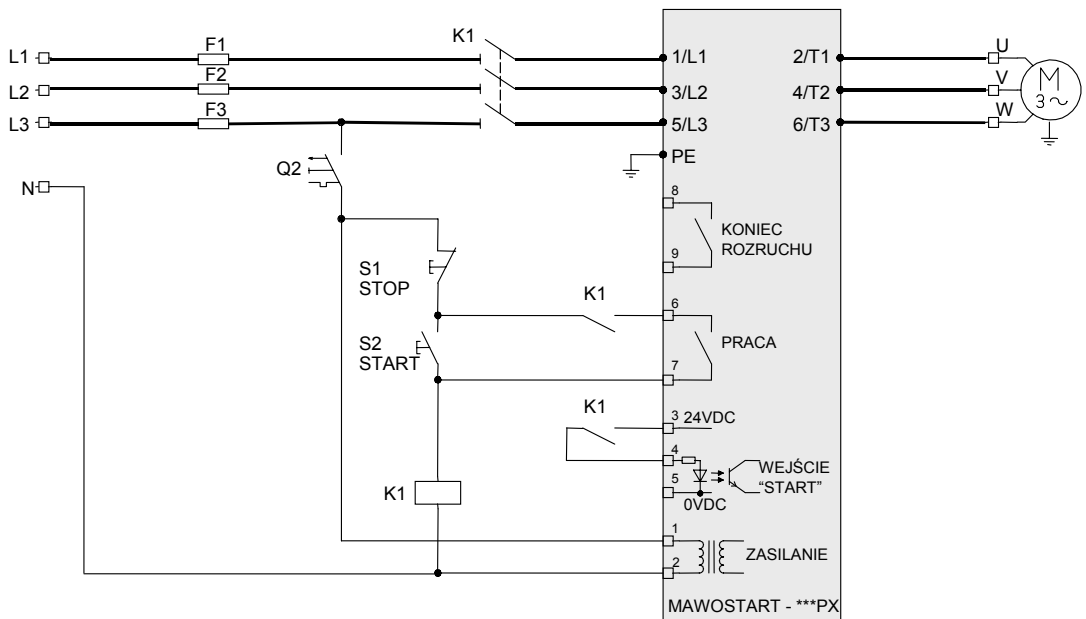 L1
F1
K1
1/L1
2/T1
U
L2
F2
3/L2
4/T2
V
M
3~
L3
F3
5/L3
6/T3
W
PE
Q2
N
8
KONIEC
ROZRUCHU
9
S1
STOP
K1
6
S2
START
PRACA
7
K1
3
24VDC
4
WEJŚCIE
“START”
5
0VDC
K1
1
ZASILANIE
2
MAWOSTART - ***PX